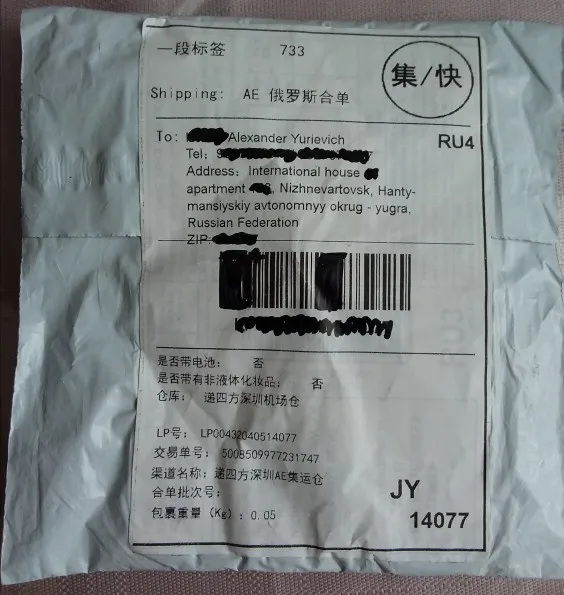 一段标签 733
集/快
Shipping: AE 俄罗斯合单
To: Alexander Yurievich
RU4
Tel:
Address: International house
apartment , Nizhnevartovsk, Hanty-
mansiyskiy avtonomnyy okrug - yugra,
Russian Federation
ZIP:
是否带电池: 否
是否带有非液体化妆品: 否
仓库: 递四方深圳机场仓
LP号: LP00432040514077
交易单号: 5008509977231747
渠道名称: 递四方深圳AE集运仓
合单批次号:
JY
包裹重量 (Kg) : 0.05
14077